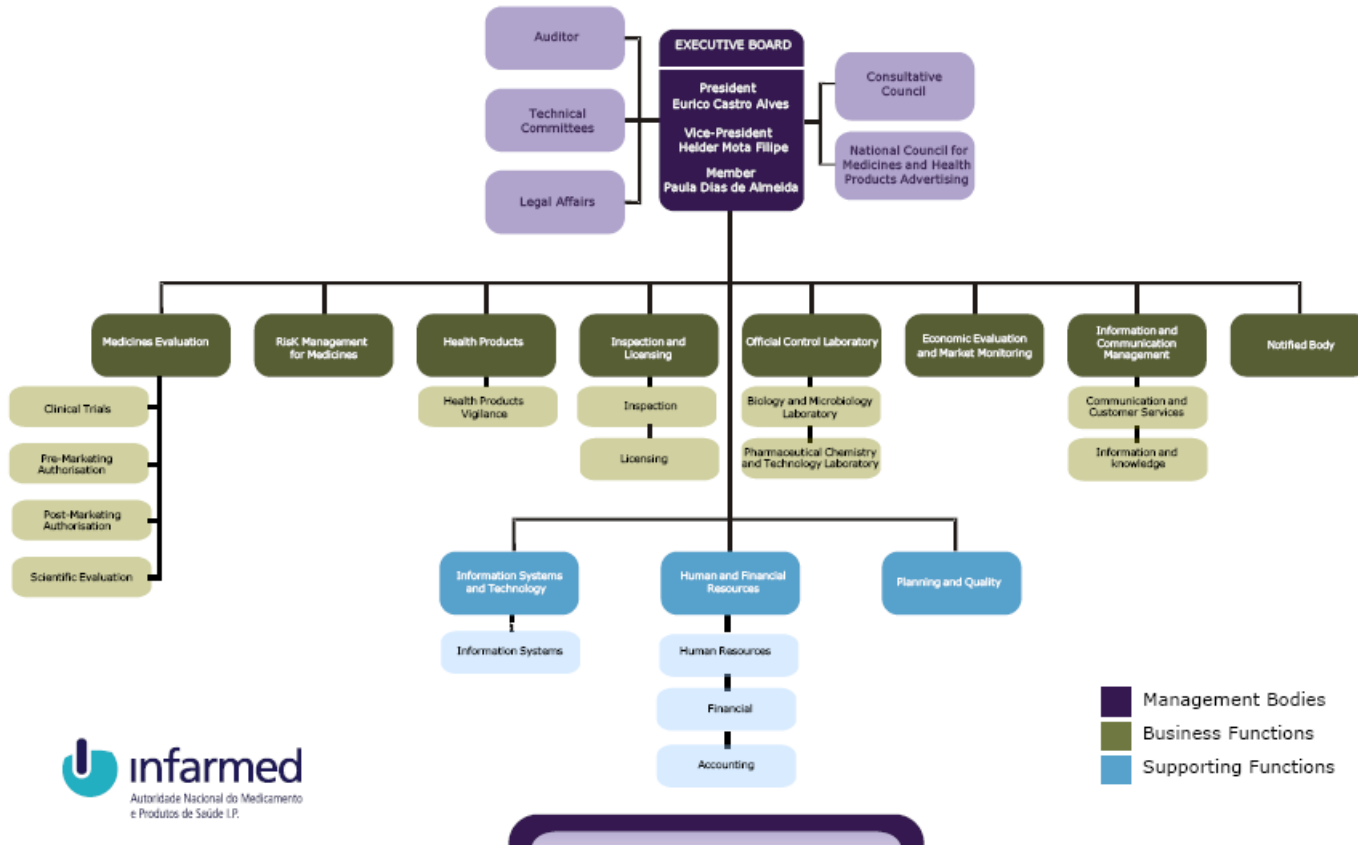 Auditor
Technical
Committees
Legal Affairs
EXECUTIVE BOARD
President
Eurico Castro Alves
Vice-President
Helder Mota Filipe
Member
Paula Dias de Almeida
Consultative
Council
National Council for
Medicines and Health
Products Advertising
Medicines Evaluation
RisK Management
for Medicines
Health Products
Inspection and
Licensing
Official Control Laboratory
Economic Evaluation
and Market Monitoring
Information and
Communication
Management
Notified Body
Clinical Trials
Pre-Marketing
Authorisation
Post-Marketing
Authorisation
Scientific Evaluation
Health Products
Vigilance
Inspection
Licensing
Biology and Microbiology
Laboratory
Pharmaceutical Chemistry
and Technology Laboratory
Communication and
Customer Services
Information and
knowledge
Information Systems
and Technology
Human and Financial
Resources
Planning and Quality
1
Information Systems
Human Resources
Financial
Accounting
Management Bodies
Business Functions
Supporting Functions
infarmed
Autoridade Nacional do Medicamento
e Produtos de Saúde I.P.